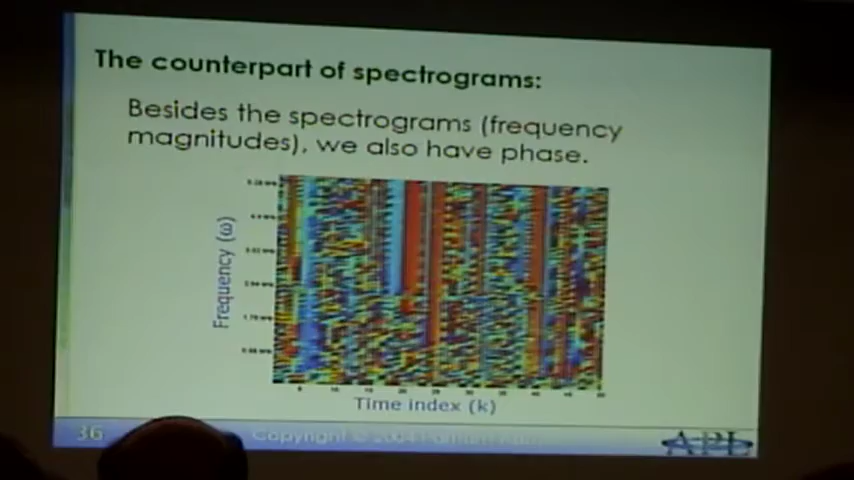 The counterpart of spectrograms:
Besides the spectrograms (frequency
magnitudes), we also have phase.
Frequency (ω)
Time index (k)
36
APL